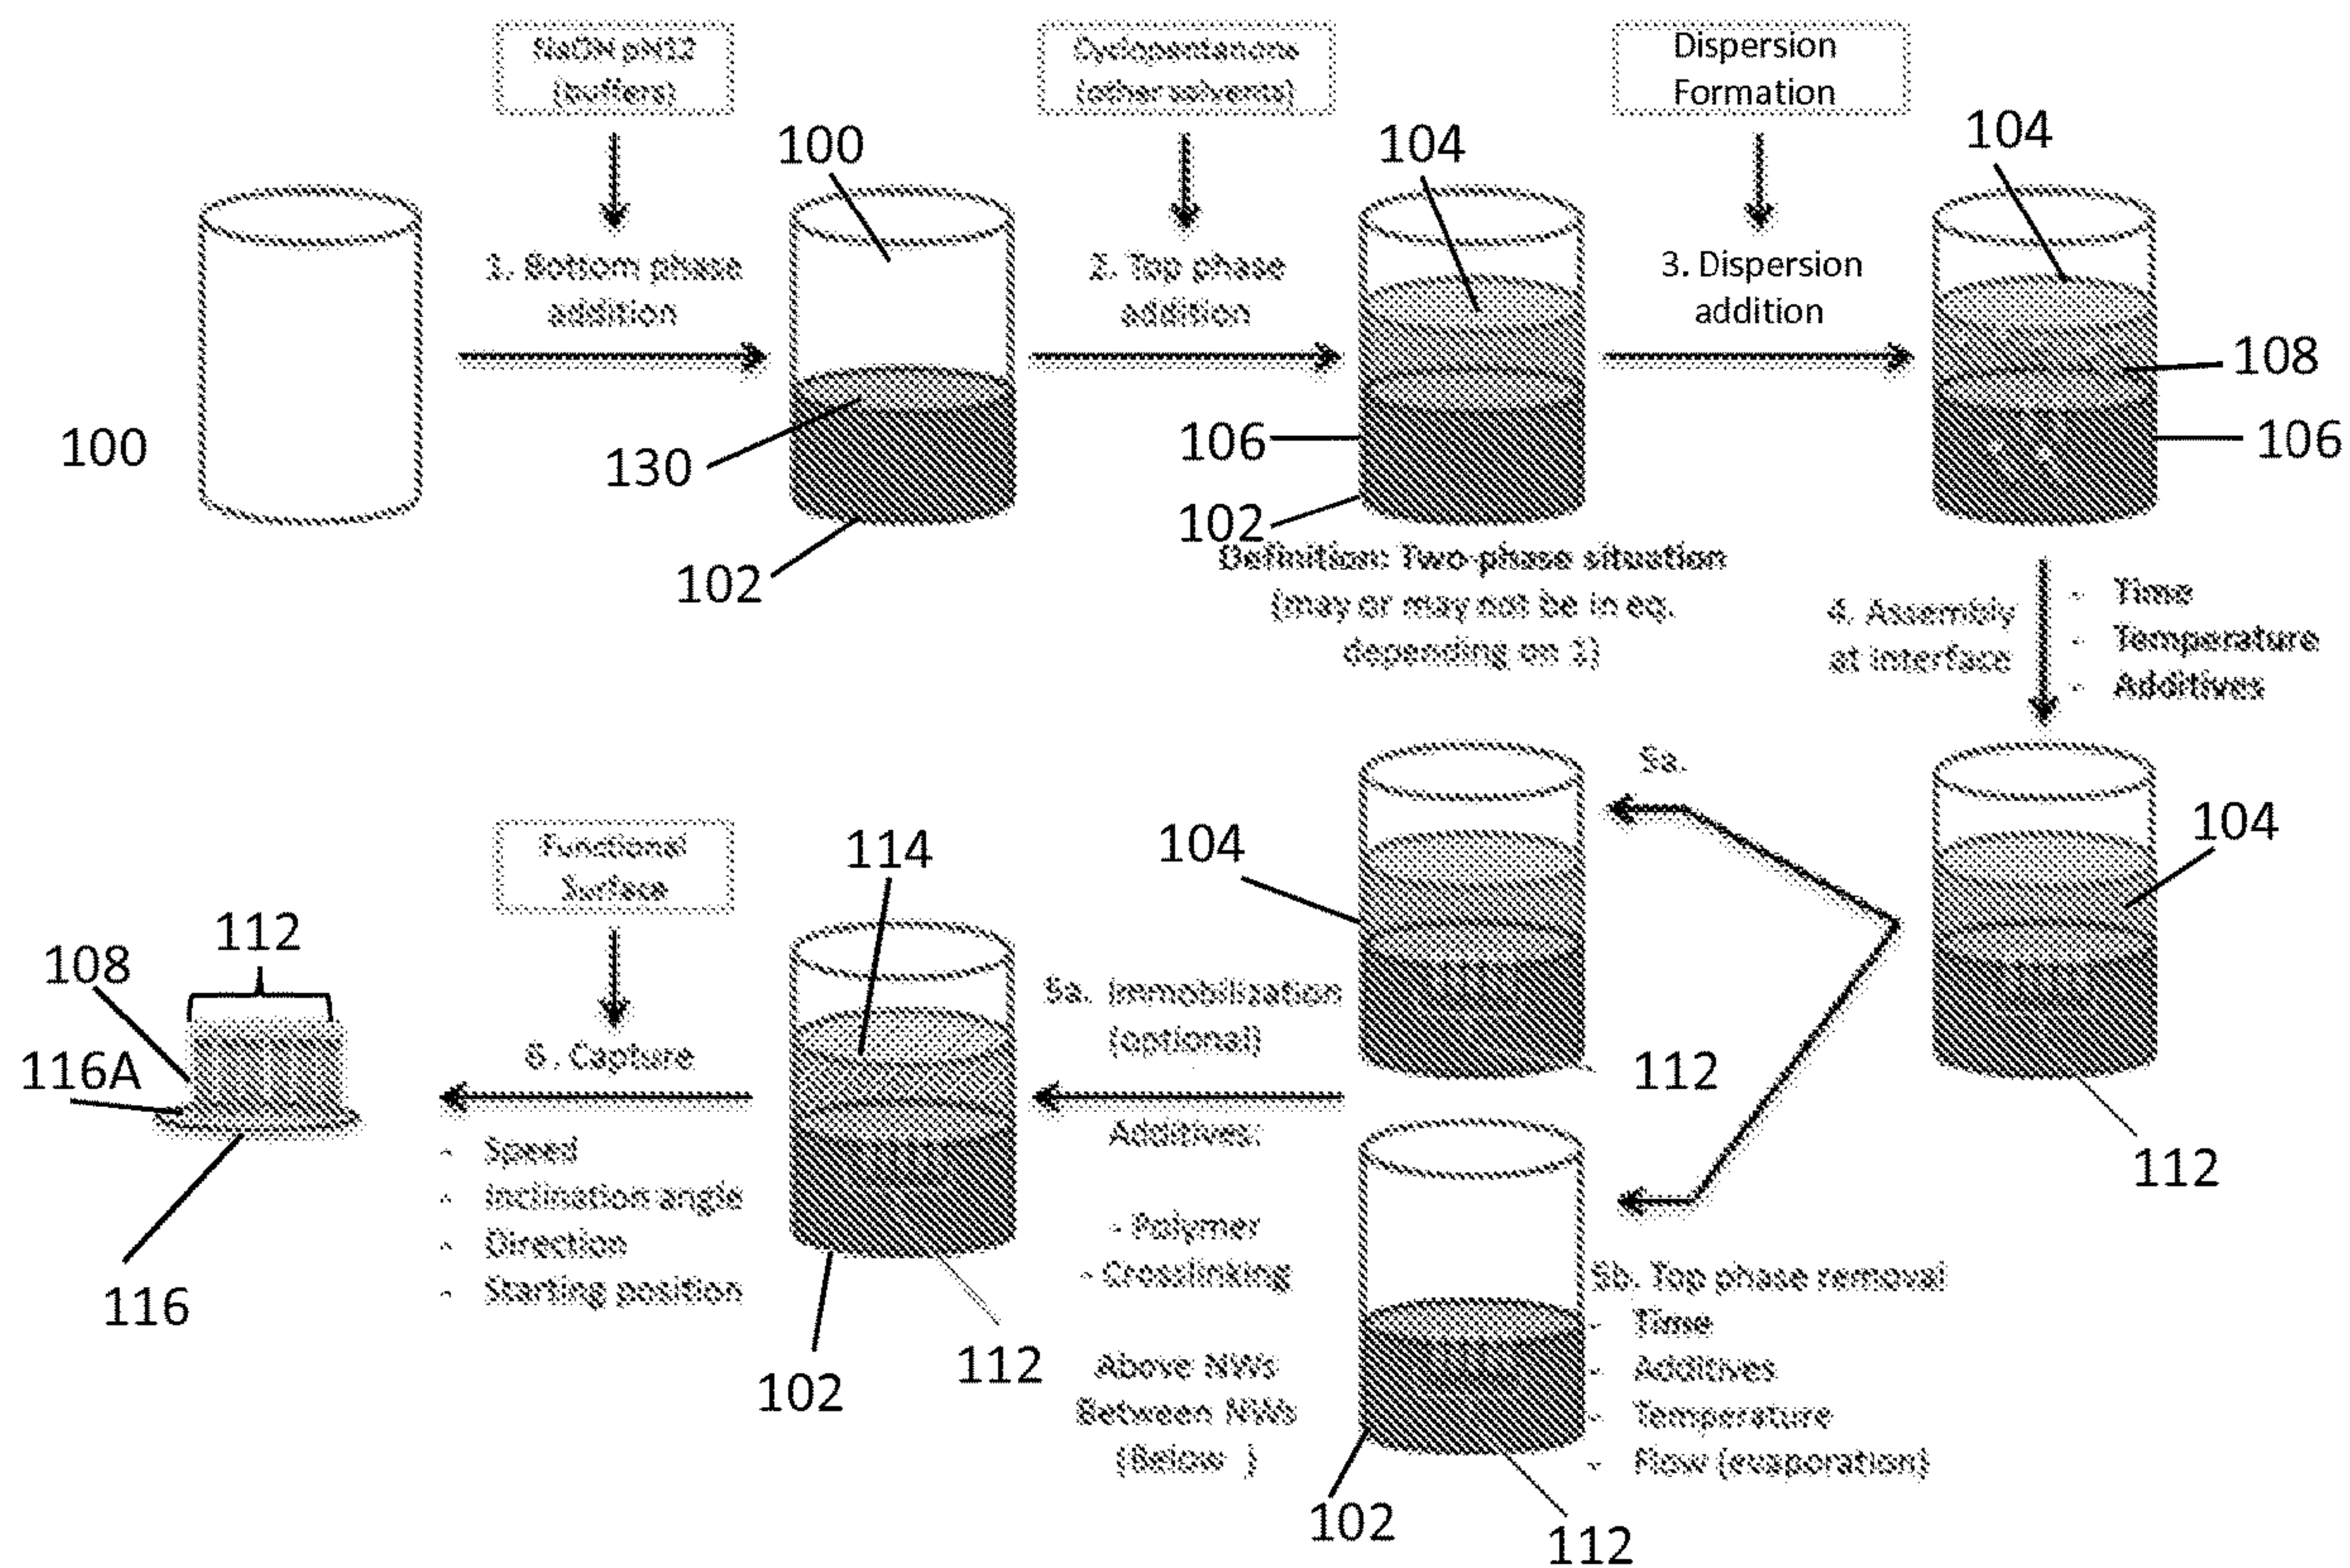 NaOH pH12
(buffers)
Cyclopentanone
(other solvents)
Dispersion
Formation
100
100
104
104
1. Bottom phase
addition
2. Top phase
addition
3. Dispersion
addition
130
102
106
102
108
106
Definition: Two-phase situation
(may or may not be in eq.
depending on 1)
4. Assembly
at interface
- Time
- Temperature
- Additives
5a.
104
112
104
112
5b. Top phase removal
- Time
- Additives
- Temperature
- Flow (evaporation)
102
112
5a. Immobilization
(optional)
Additives:
- Polymer
- Crosslinking
Above NWs
Between NWs
(Below )
114
102
112
Functional
Surface
6. Capture
- Speed
- Inclination angle
- Direction
- Starting position
112
108
116A
116